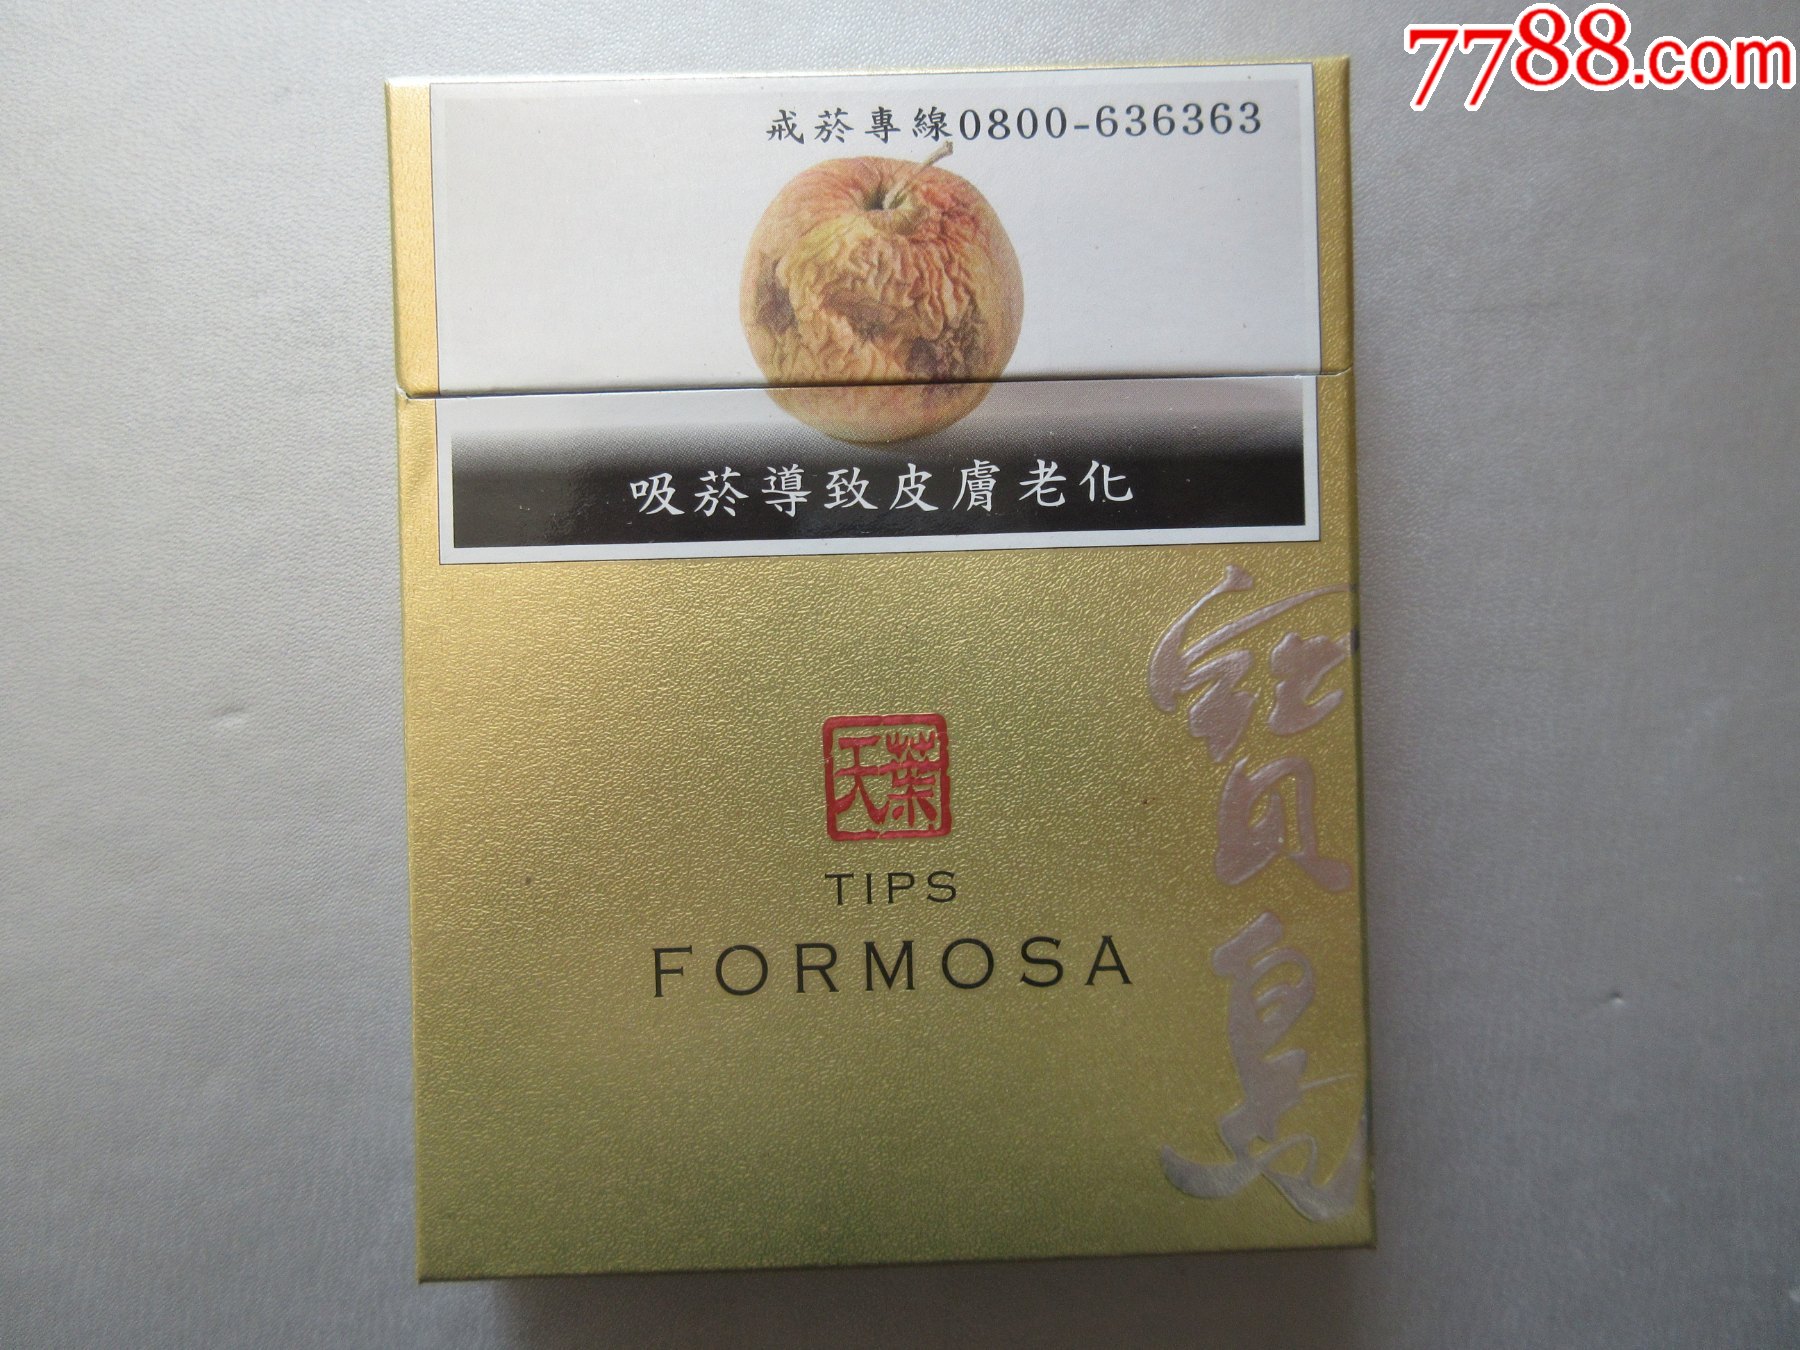 7788.com
戒菸專線0800-636363
吸菸導致皮膚老化
寶島
天葉
TIPS
FORMOSA